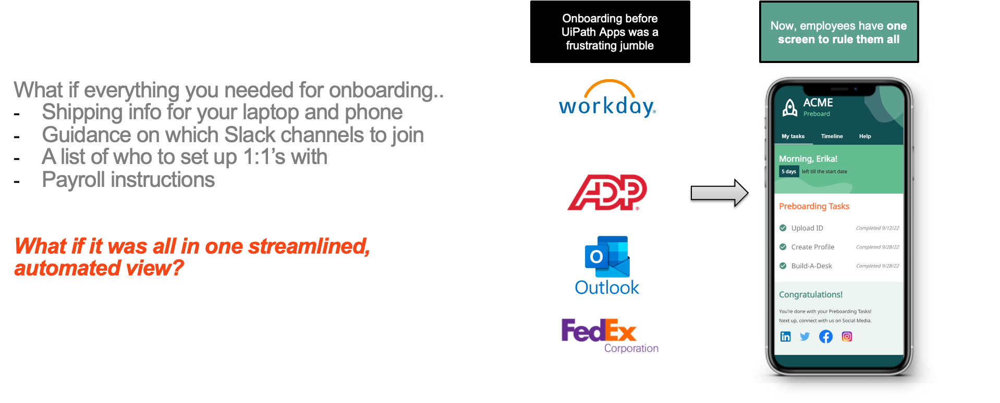 What if everything you needed for onboarding..
- Shipping info for your laptop and phone
- Guidance on which Slack channels to join
- A list of who to set up 1:1’s with
- Payroll instructions
What if it was all in one streamlined,
automated view?
Onboarding before
UiPath Apps was a
frustrating jumble
workday®
ADP®
O
Outlook
FedEx
Corporation
Now, employees have one
screen to rule them all
ACME
Preboard
My tasks Timeline Help
Morning, Erika!
5 days left till the start date
Preboarding Tasks
Upload ID Completed 9/12/22
Create Profile Completed 9/28/22
Build-A-Desk Completed 9/28/22
Congratulations!
You're done with your Preboarding Tasks!
Next up, connect with us on Social Media.
in f